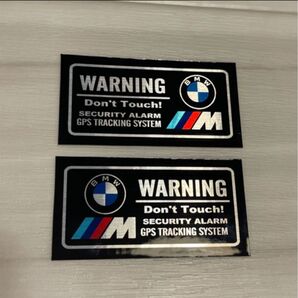 WARNING
Don't Touch!
SECURITY ALARM
GPS TRACKING SYSTEM
BMW
M
BMW
M
WARNING
Don't Touch!
SECURITY ALARM
GPS TRACKING SYSTEM